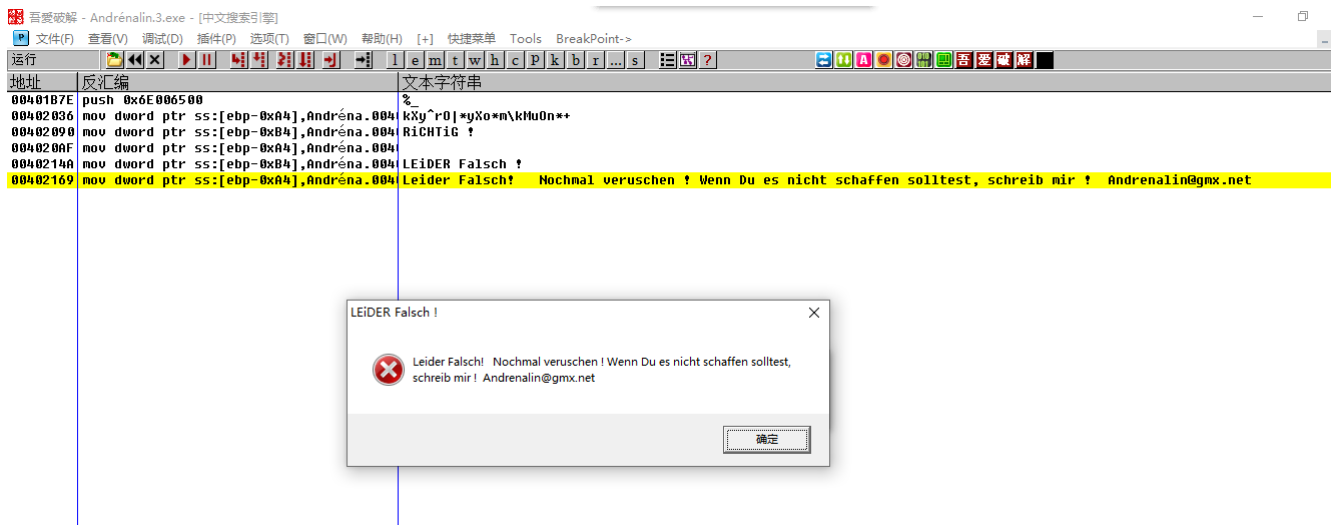 吾愛破解 - Andrénalin.3.exe - [中文搜索引擎]
文件(F) 查看(V) 调试(D) 插件(P) 选项(T) 窗口(W) 帮助(H) [+] 快捷菜单 Tools BreakPoint->
运行 l e m t w h c P k b r ... s ? 吾 爱 破 解
地址 反汇编 文本字符串
00401B7E push 0x6E006500 %_
00402036 mov dword ptr ss:[ebp-0xA4],Andréna.004 kXy^rO|*yXo*m\kMuOn*+
00402090 mov dword ptr ss:[ebp-0xB4],Andréna.004 RiCHTiG !
004020AF mov dword ptr ss:[ebp-0xA4],Andréna.004
0040214A mov dword ptr ss:[ebp-0xB4],Andréna.004 LEiDER Falsch !
00402169 mov dword ptr ss:[ebp-0xA4],Andréna.004 Leider Falsch! Nochmal veruschen ! Wenn Du es nicht schaffen solltest, schreib mir ! Andrenalin@gmx.net
LEiDER Falsch !
Leider Falsch! Nochmal veruschen ! Wenn Du es nicht schaffen solltest,
schreib mir ! Andrenalin@gmx.net
确定